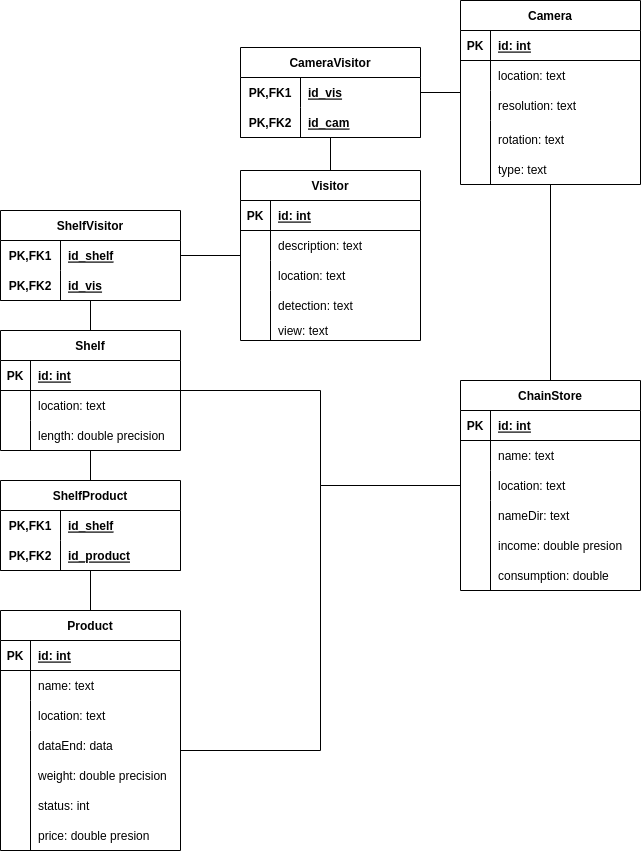 Camera
PK id: int
location: text
resolution: text
rotation: text
type: text
CameraVisitor
PK,FK1 id_vis
PK,FK2 id_cam
Visitor
PK id: int
description: text
location: text
detection: text
view: text
ShelfVisitor
PK,FK1 id_shelf
PK,FK2 id_vis
Shelf
PK id: int
location: text
length: double precision
ChainStore
PK id: int
name: text
location: text
nameDir: text
income: double presion
consumption: double
ShelfProduct
PK,FK1 id_shelf
PK,FK2 id_product
Product
PK id: int
name: text
location: text
dataEnd: data
weight: double precision
status: int
price: double presion